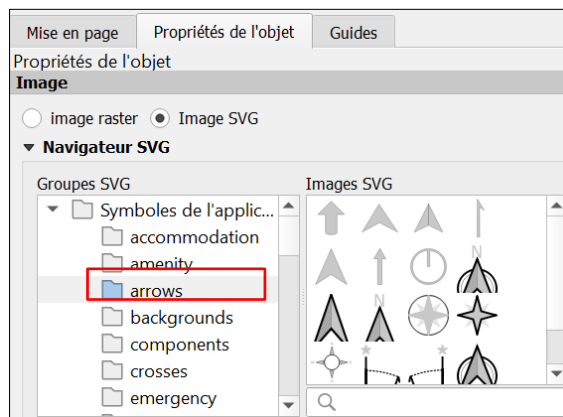 Mise en page
Propriétés de l'objet
Guides
Propriétés de l'objet
Image
image raster
Image SVG
Navigateur SVG
Groupes SVG
Images SVG
Symboles de l'applic...
accommodation
amenity
arrows
backgrounds
components
crosses
emergency
N
N